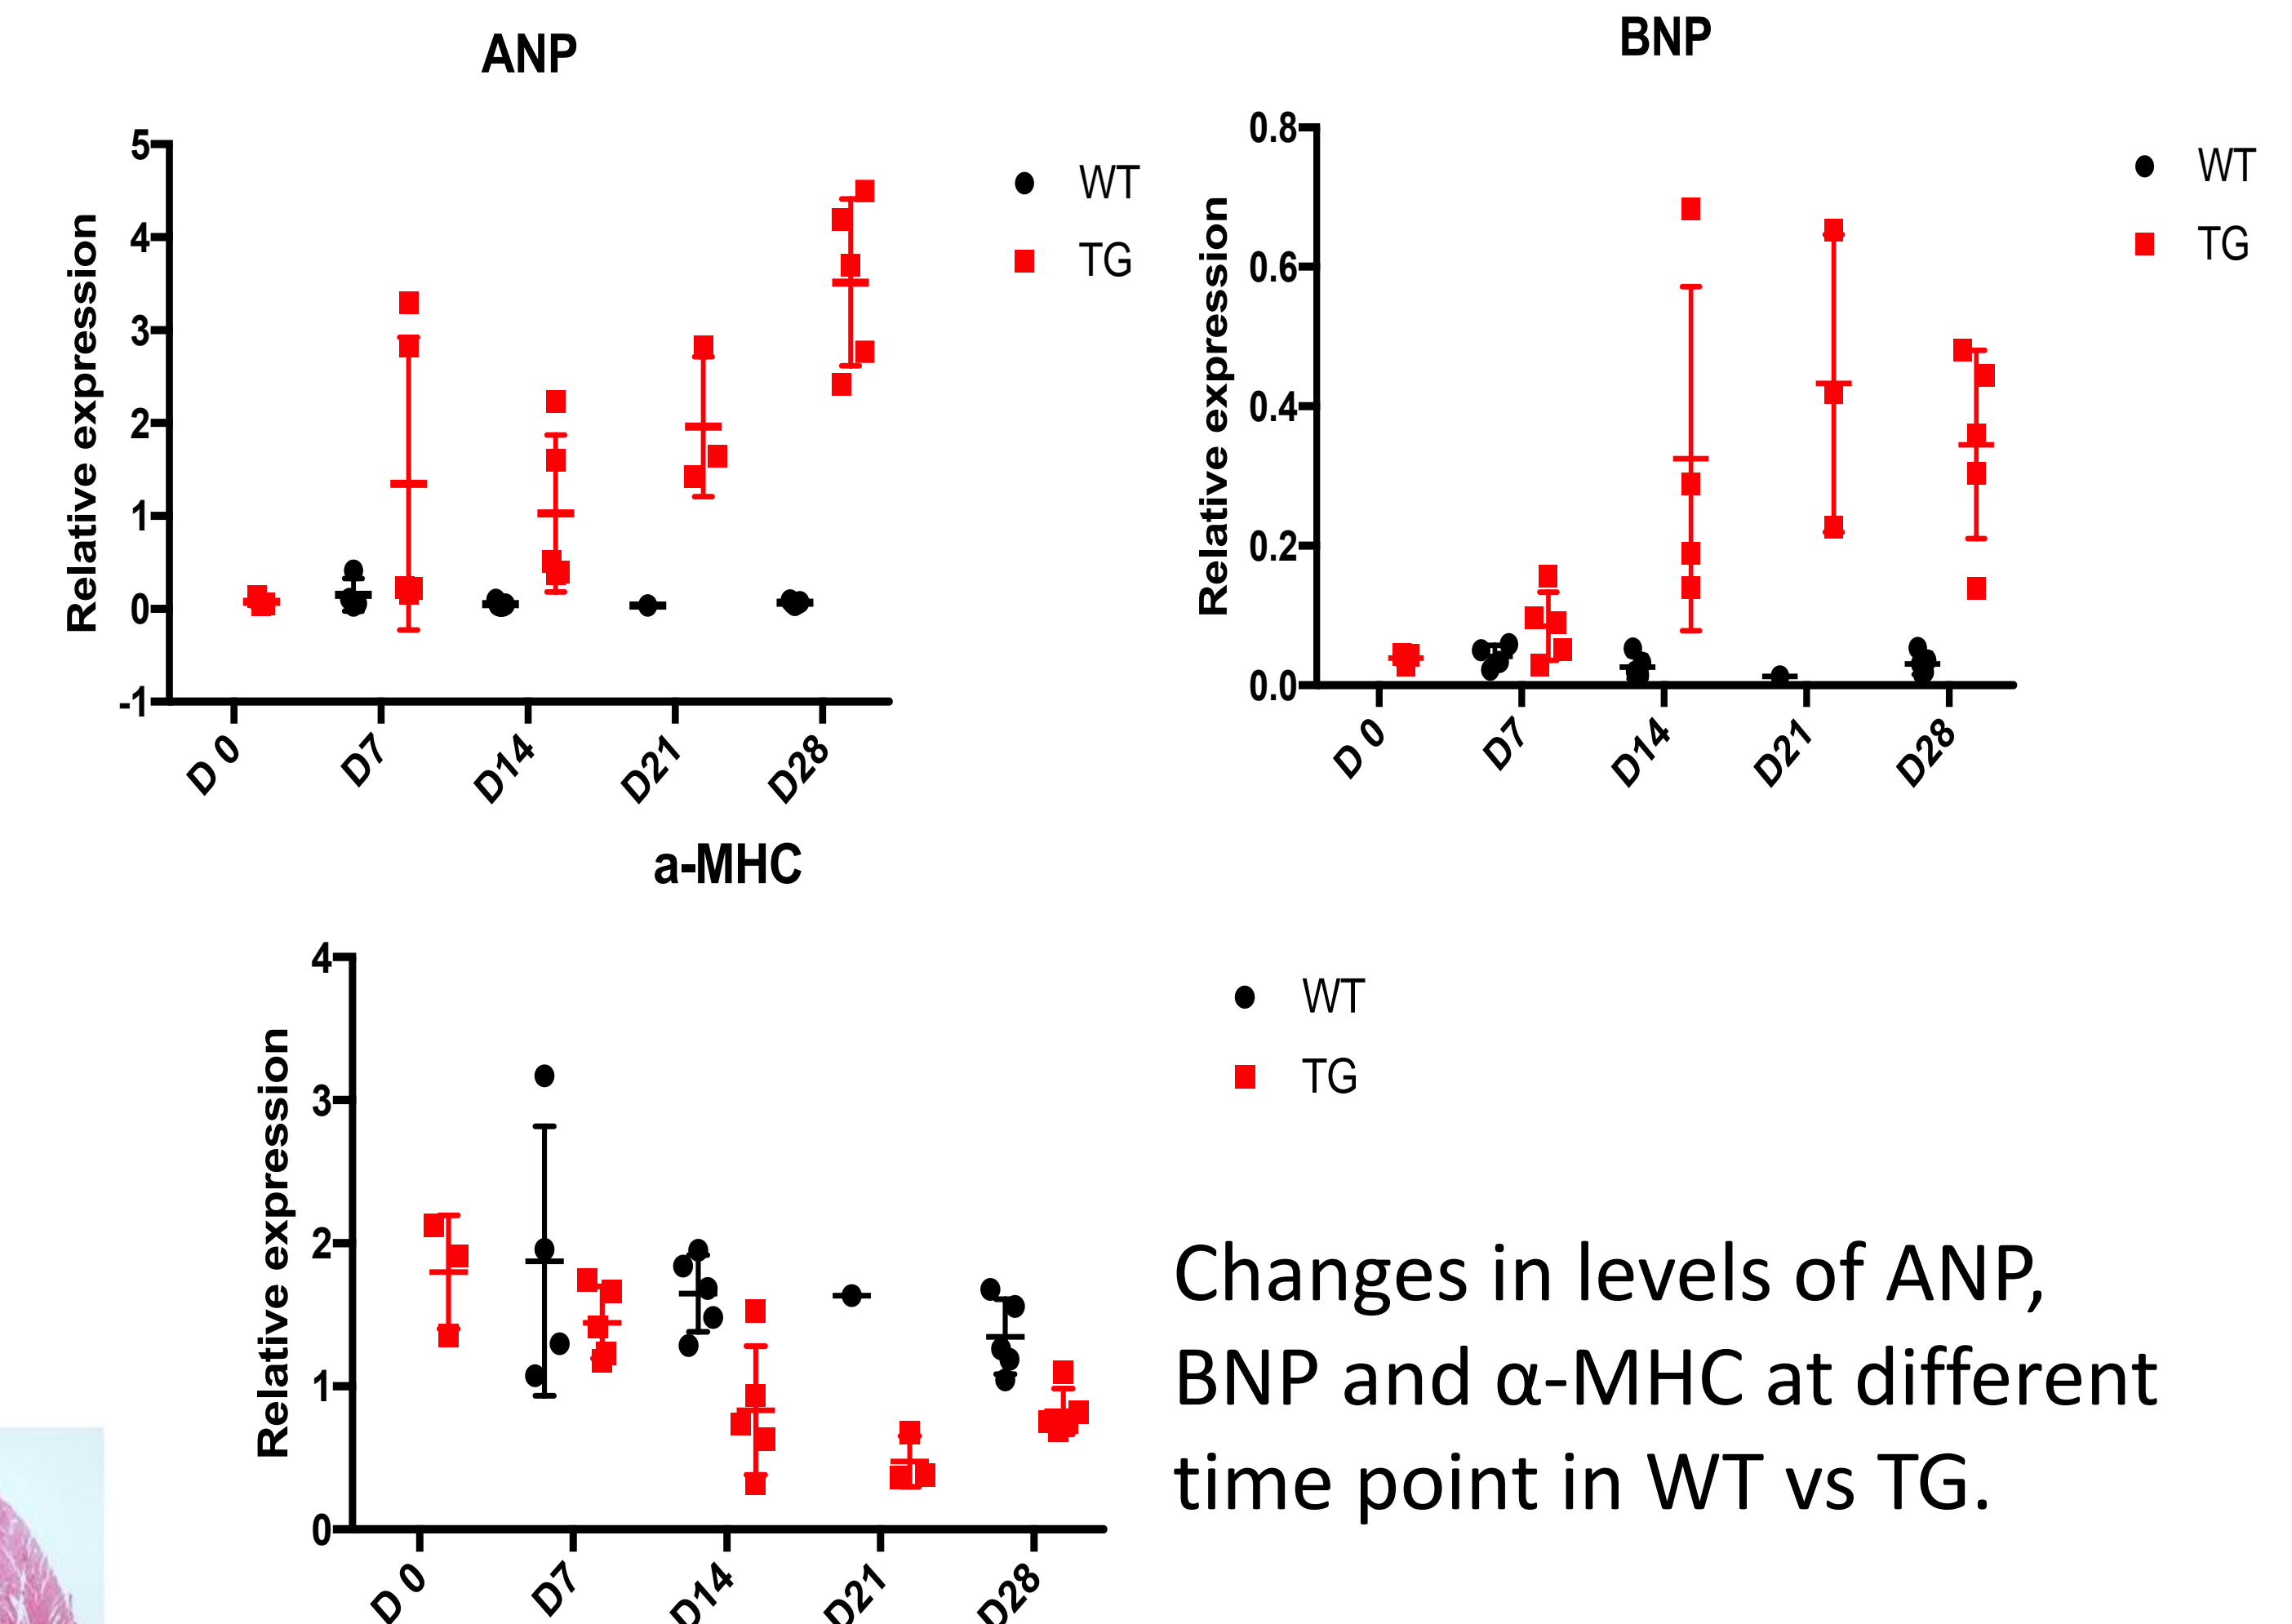 ANP
5
4
3
2
1
0
-1
Relative expression
D 0
D7
D14
D21
D28
WT
TG
BNP
0.8
0.6
0.4
0.2
0.0
Relative expression
D 0
D7
D14
D21
D28
WT
TG
a-MHC
4
3
2
1
0
Relative expression
D 0
D7
D14
D21
D28
WT
TG
Changes in levels of ANP,
BNP and α-MHC at different
time point in WT vs TG.